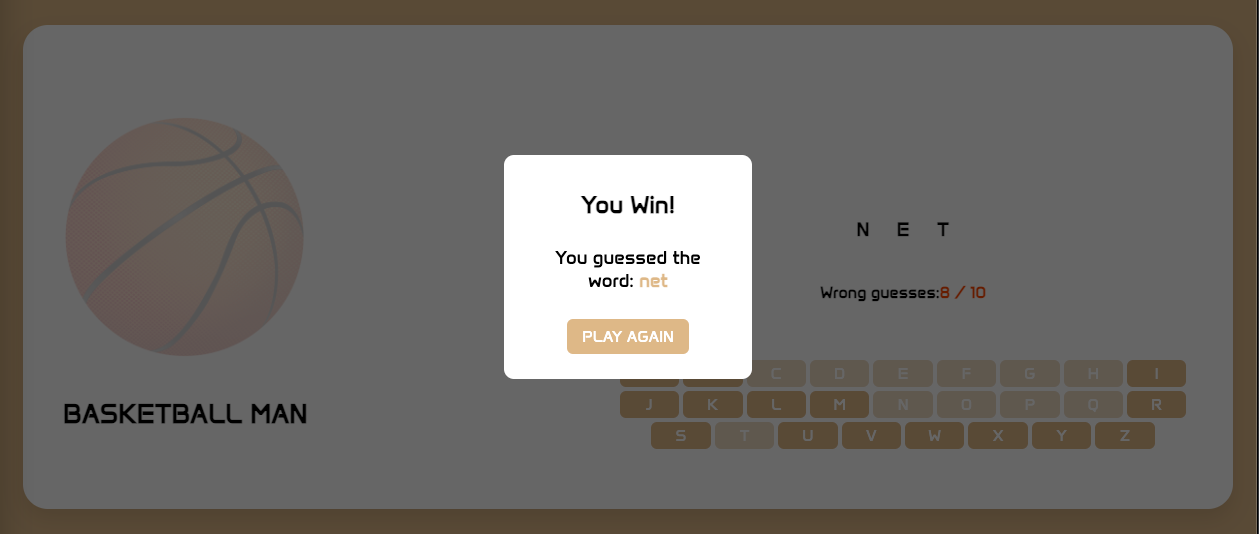 You Win!
You guessed the
word: net
PLAY AGAIN
N E T
Wrong guesses:8 / 10
C D E F G H I
J K L M N O P Q R
S T U V W X Y Z
BASKETBALL MAN